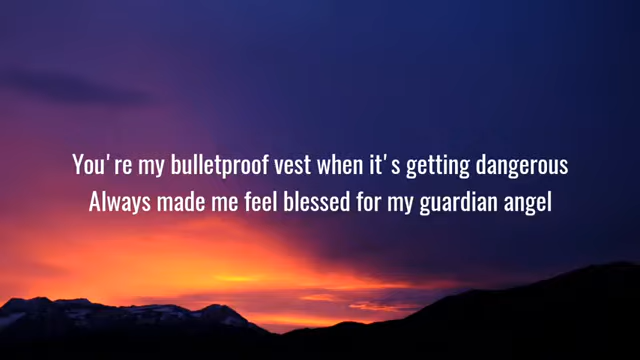 You're my bulletproof vest when it's getting dangerous
Always made me feel blessed for my guardian angel